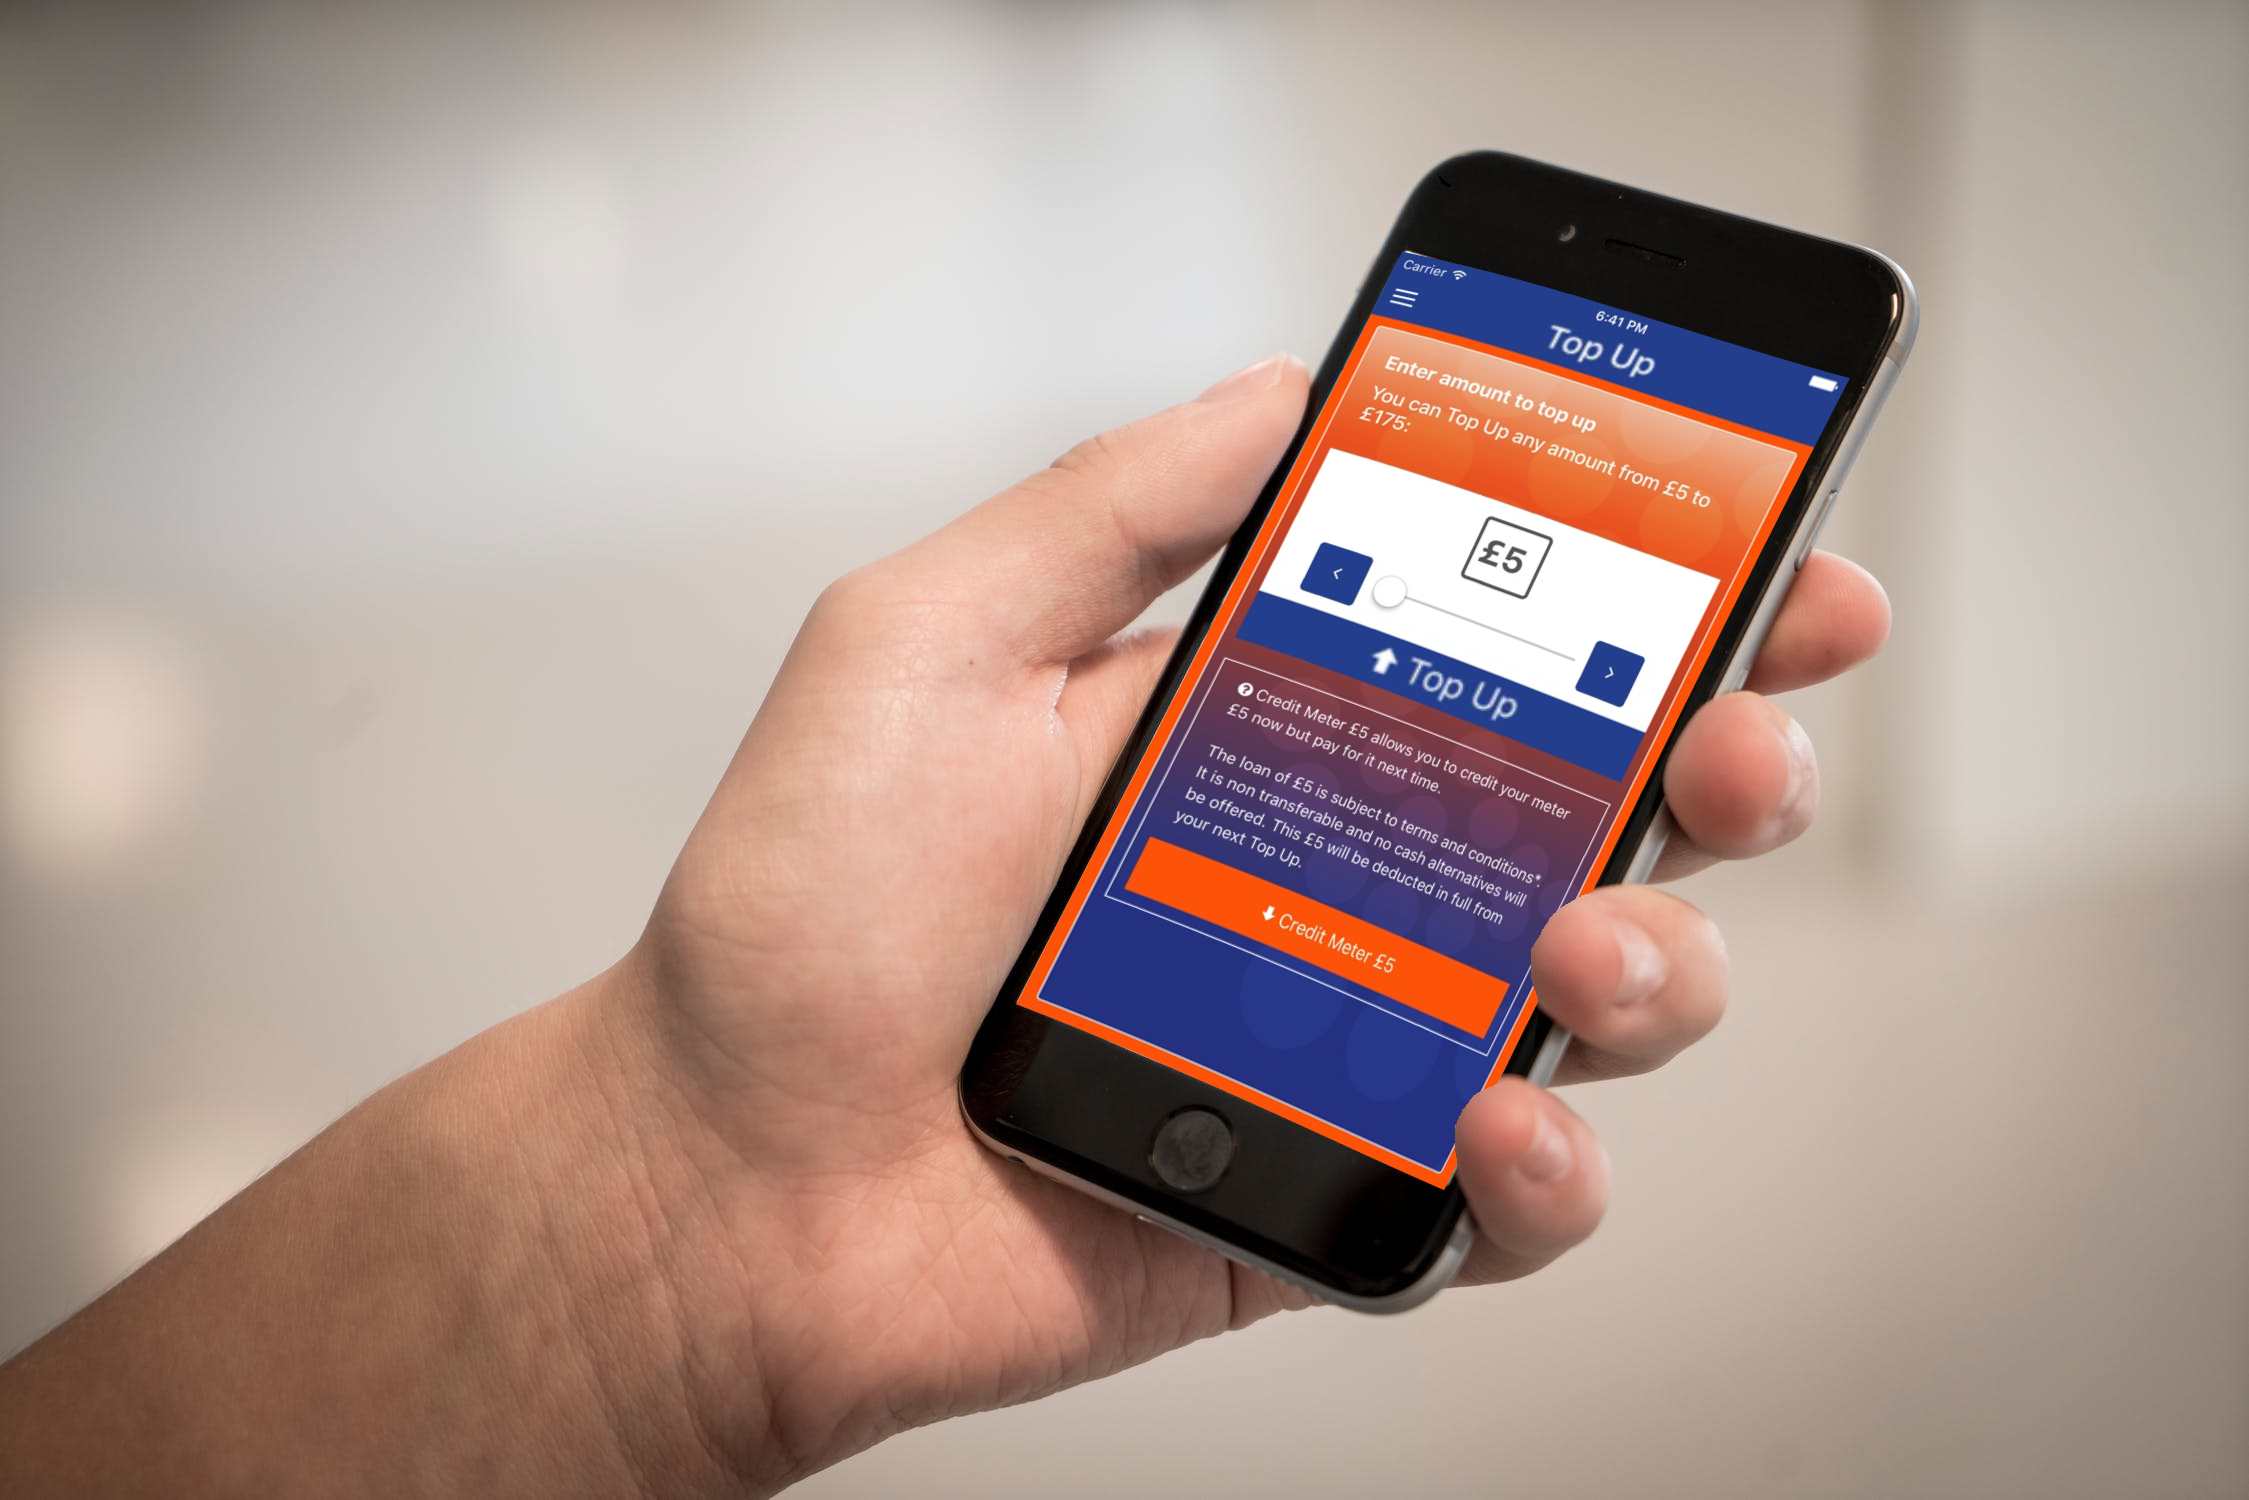 Carrier
6:41 PM
Top Up
Enter amount to top up
You can Top Up any amount from £5 to
£175:
£5
<
>
Top Up
? Credit Meter £5 allows you to credit your meter
£5 now but pay for it next time.
The loan of £5 is subject to terms and conditions*.
It is non transferable and no cash alternatives will
be offered. This £5 will be deducted in full from
your next Top Up.
Credit Meter £5